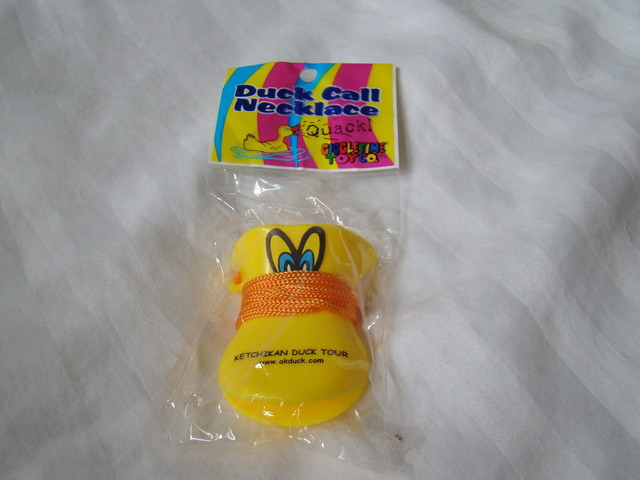 Duck Call
Necklace
Quack!
GIGGLETIME
TOY CO.
KETCHIKAN DUCK TOUR
www.akduck.com